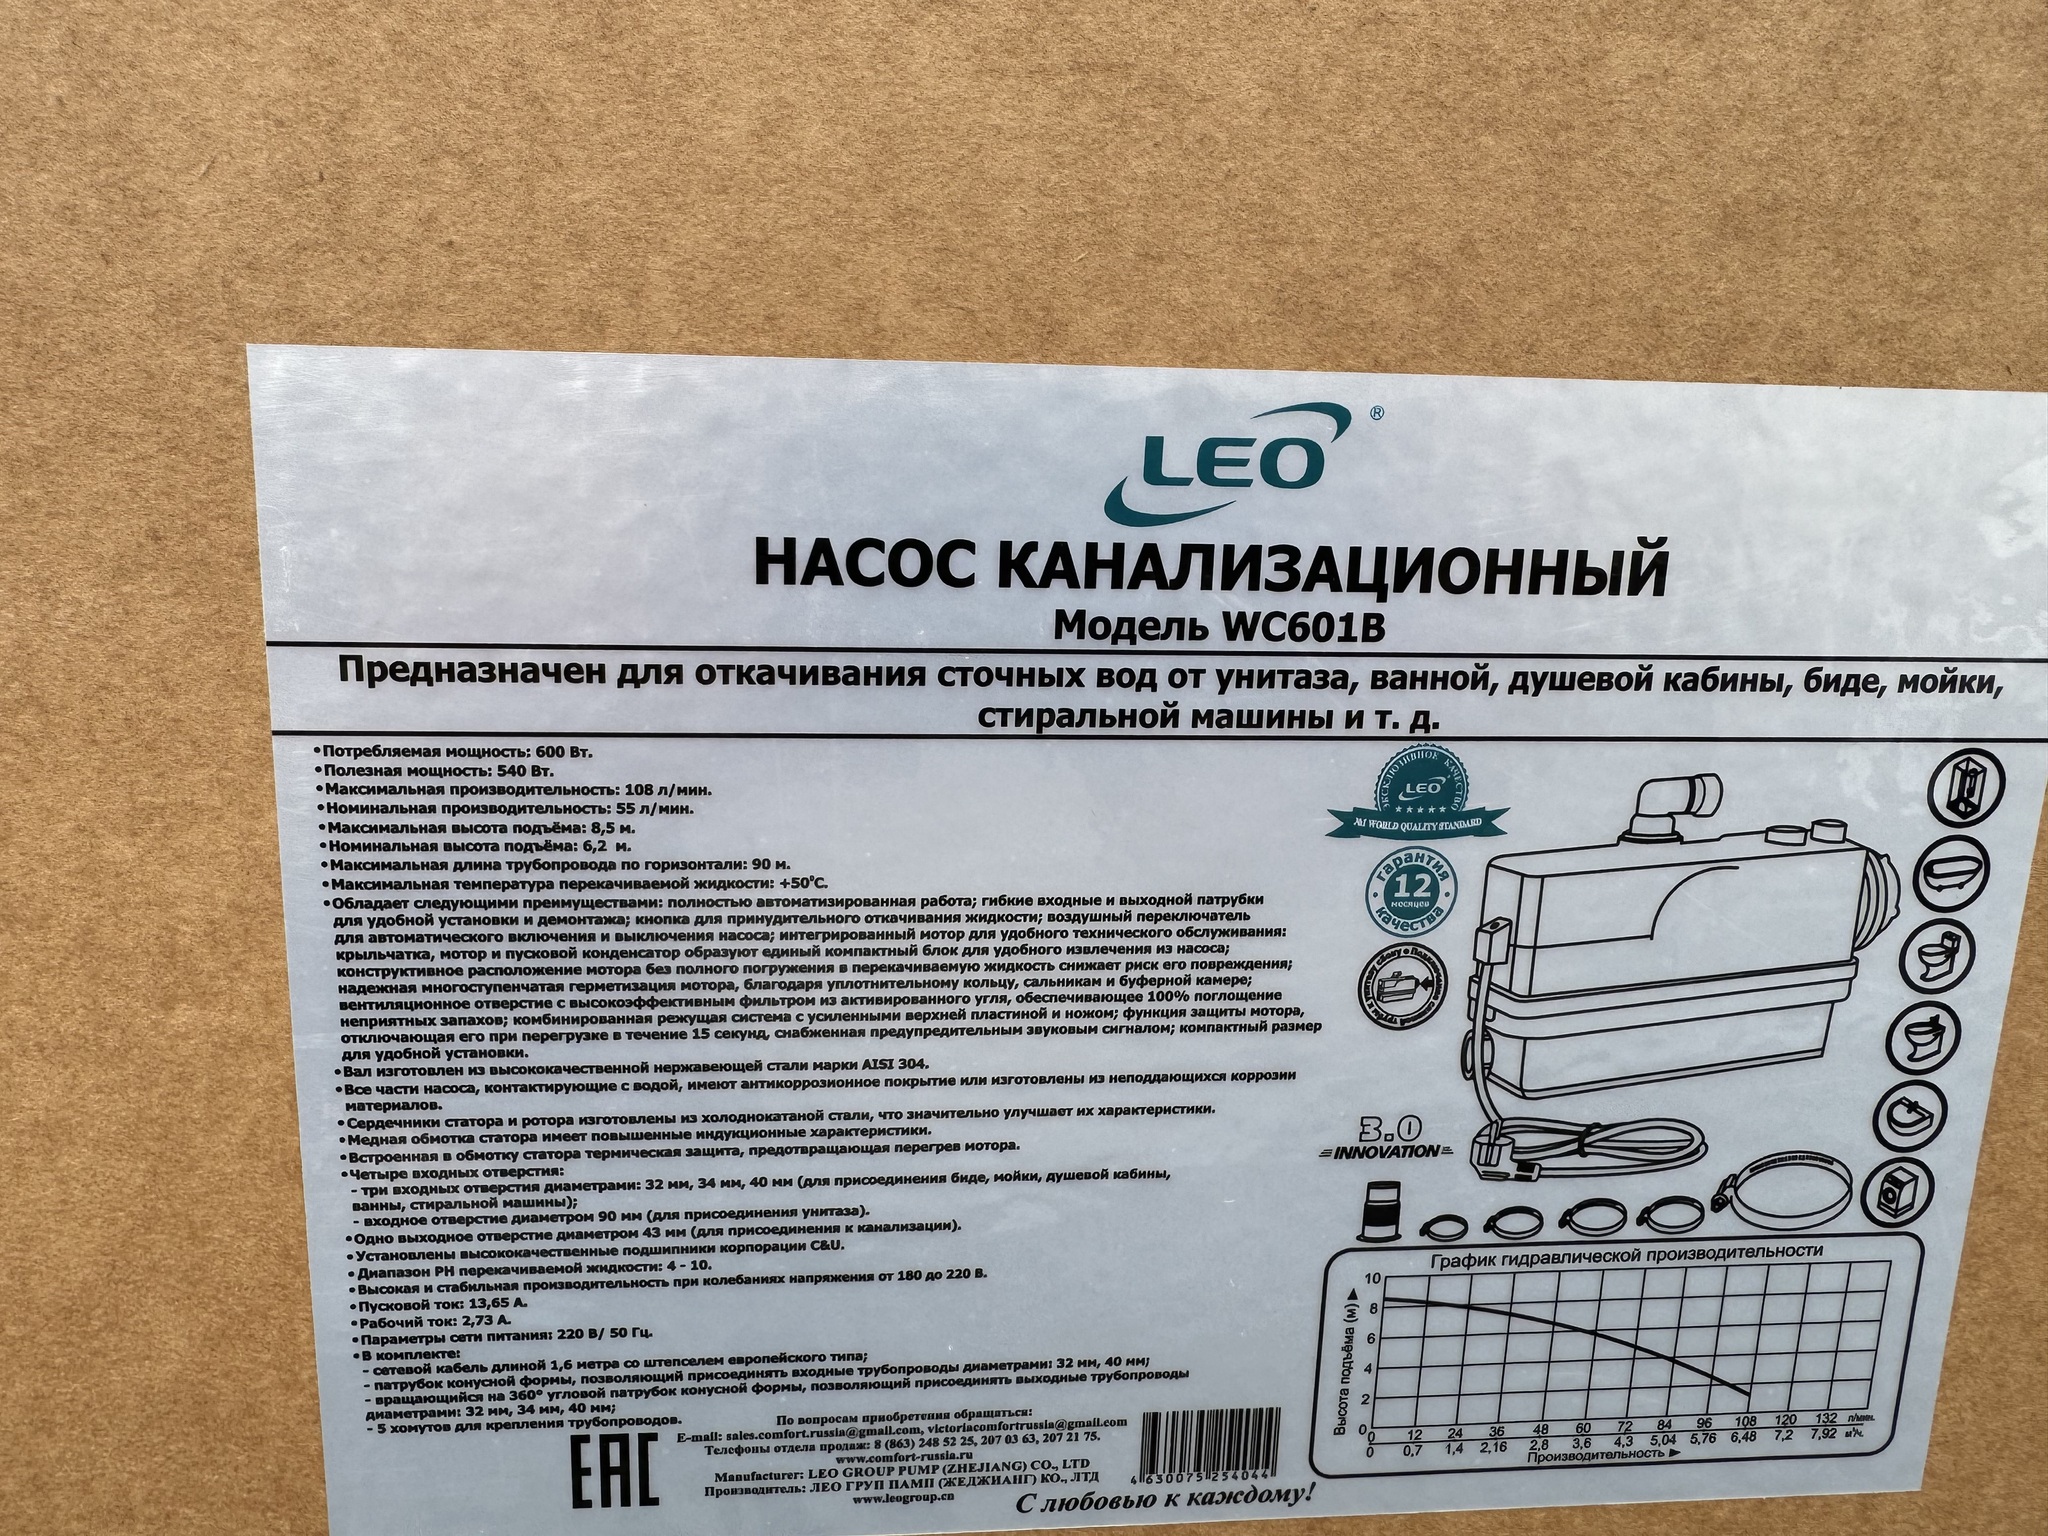 LEO ®
НАСОС КАНАЛИЗАЦИОННЫЙ
Модель WC601B
Предназначен для откачивания сточных вод от унитаза, ванной, душевой кабины, биде, мойки,
стиральной машины и т. д.
•Потребляемая мощность: 600 Вт.
•Полезная мощность: 540 Вт.
•Максимальная производительность: 108 л/мин.
•Номинальная производительность: 55 л/мин.
•Максимальная высота подъёма: 8,5 м.
•Номинальная высота подъёма: 6,2 м.
•Максимальная длина трубопровода по горизонтали: 90 м.
•Максимальная температура перекачиваемой жидкости: +50°С.
•Обладает следующими преимуществами: полностью автоматизированная работа; гибкие входные и выходной патрубки
для удобной установки и демонтажа; кнопка для принудительного откачивания жидкости; воздушный переключатель
для автоматического включения и выключения насоса; интегрированный мотор для удобного технического обслуживания:
крыльчатка, мотор и пусковой конденсатор образуют единый компактный блок для удобного извлечения из насоса;
конструктивное расположение мотора без полного погружения в перекачиваемую жидкость снижает риск его повреждения;
надежная многоступенчатая герметизация мотора, благодаря уплотнительному кольцу, сальникам и буферной камере;
вентиляционное отверстие с высокоэффективным фильтром из активированного угля, обеспечивающее 100% поглощение
неприятных запахов; комбинированная режущая система с усиленными верхней пластиной и ножом; функция защиты мотора,
отключающая его при перегрузке в течение 15 секунд, снабженная предупредительным звуковым сигналом; компактный размер
для удобной установки.
•Вал изготовлен из высококачественной нержавеющей стали марки AISI 304.
•Все части насоса, контактирующие с водой, имеют антикоррозионное покрытие или изготовлены из неподдающихся коррозии
материалов.
•Сердечники статора и ротора изготовлены из холоднокатаной стали, что значительно улучшает их характеристики.
•Медная обмотка статора имеет повышенные индукционные характеристики.
•Встроенная в обмотку статора термическая защита, предотвращающая перегрев мотора.
•Четыре входных отверстия:
- три входных отверстия диаметрами: 32 мм, 34 мм, 40 мм (для присоединения биде, мойки, душевой кабины,
ванны, стиральной машины);
- входное отверстие диаметром 90 мм (для присоединения унитаза).
•Одно выходное отверстие диаметром 43 мм (для присоединения к канализации).
•Установлены высококачественные подшипники корпорации C&U.
•Диапазон PH перекачиваемой жидкости: 4 - 10.
•Высокая и стабильная производительность при колебаниях напряжения от 180 до 220 В.
•Пусковой ток: 13,65 А.
•Рабочий ток: 2,73 А.
•Параметры сети питания: 220 В/ 50 Гц.
•В комплекте:
- сетевой кабель длиной 1,6 метра со штепселем европейского типа;
- патрубок конусной формы, позволяющий присоединять входные трубопроводы диаметрами: 32 мм, 40 мм;
- вращающийся на 360° угловой патрубок конусной формы, позволяющий присоединять выходные трубопроводы
диаметрами: 32 мм, 34 мм, 40 мм;
- 5 хомутов для крепления трубопроводов.
ЭКСКЛЮЗИВНОЕ КАЧЕСТВО
LEO
№1 WORLD QUALITY STANDARD
гарантия
12
месяцев
качества
3.0
INNOVATION
График гидравлической производительности
Высота подъёма (м)
10
8
6
4
2
0
0 12 24 36 48 60 72 84 96 108 120 132 л/мин.
0 0,7 1,4 2,16 2,8 3,6 4,3 5,04 5,76 6,48 7,2 7,92 м³/ч.
Производительность
EAC
По вопросам приобретения обращаться:
E-mail: sales.comfort.russia@gmail.com, victoriacomfortrussia@gmail.com
Телефоны отдела продаж: 8 (863) 248 52 25, 207 03 63, 207 21 75.
www.comfort-russia.ru
Manufacturer: LEO GROUP PUMP (ZHEJIANG) CO., LTD
Производитель: ЛЕО ГРУП ПАМП (ЖЕДЖИАНГ) КО., ЛТД
www.leogroup.cn
4 630075 254044
С любовью к каждому!